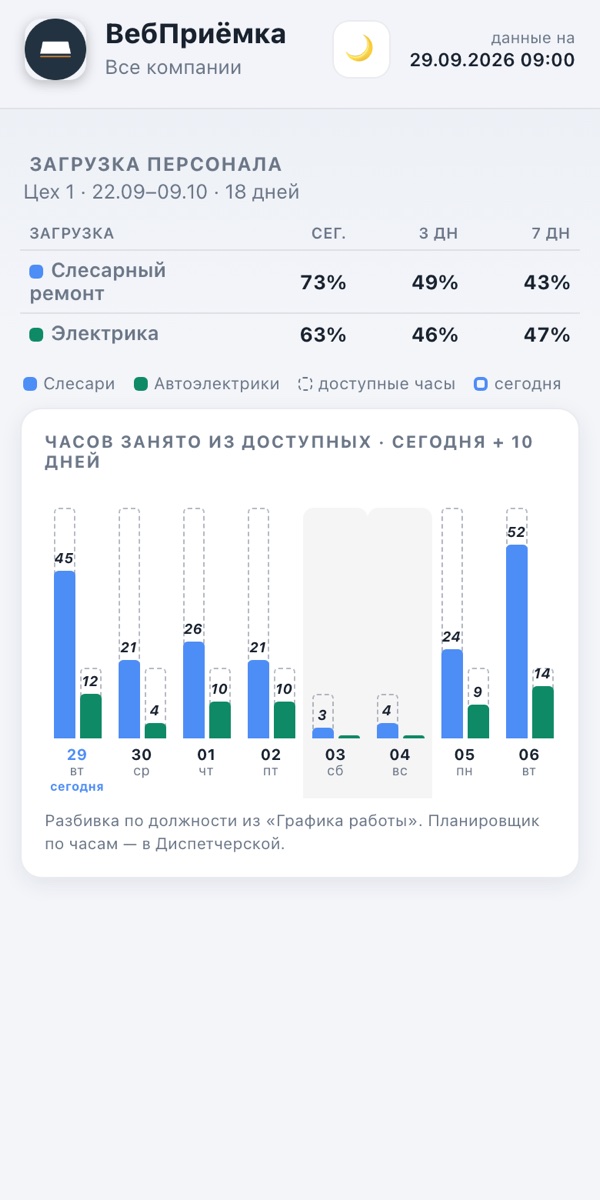 ВебПриёмка
Все компании
данные на
29.09.2026 09:00
ЗАГРУЗКА ПЕРСОНАЛА
Цех 1 · 22.09–09.10 · 18 дней
ЗАГРУЗКА СЕГ. 3 ДН 7 ДН
Слесарный
ремонт 73% 49% 43%
Электрика 63% 46% 47%
Слесари Автоэлектрики доступные часы сегодня
ЧАСОВ ЗАНЯТО ИЗ ДОСТУПНЫХ · СЕГОДНЯ + 10
ДНЕЙ
45 12 21 4 26 10 21 10 3 4 24 9 52 14
29 30 01 02 03 04 05 06
вт ср чт пт сб вс пн вт
сегодня
Разбивка по должности из «Графика работы». Планировщик
по часам — в Диспетчерской.